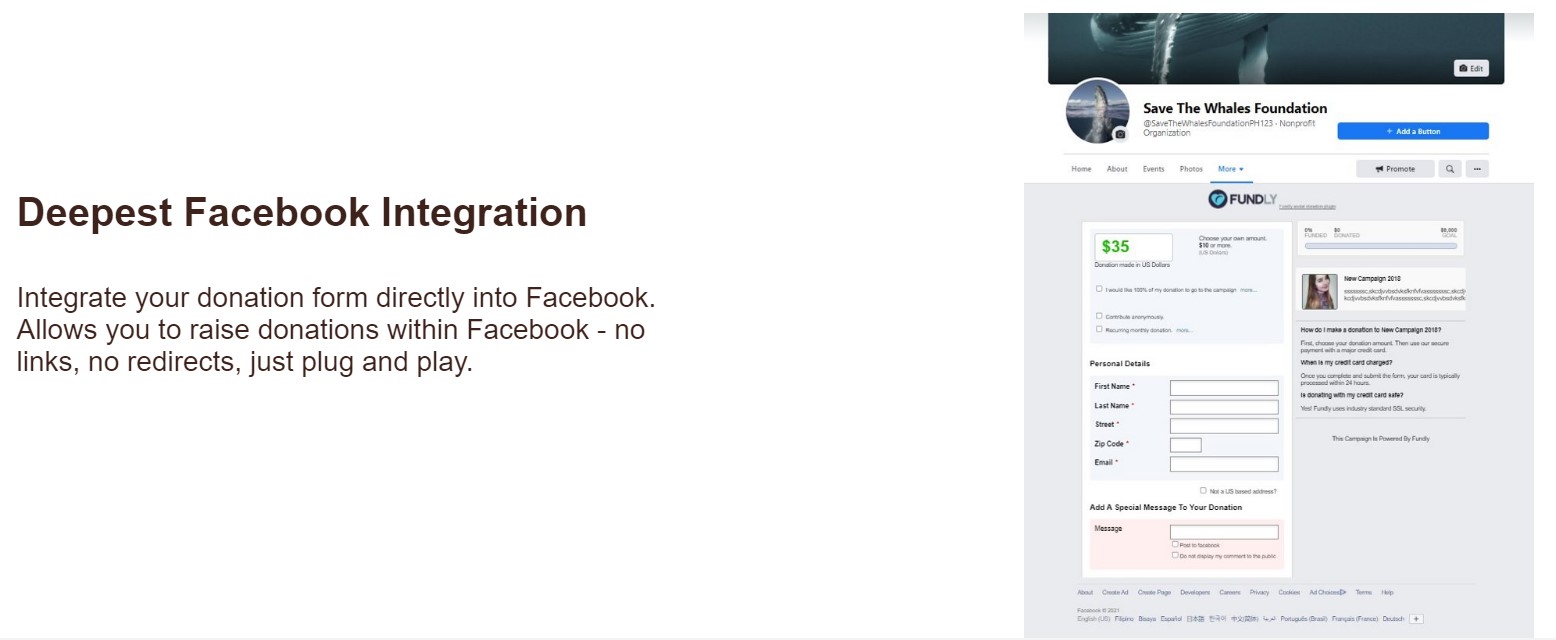 Deepest Facebook Integration
Integrate your donation form directly into Facebook.
Allows you to raise donations within Facebook - no
links, no redirects, just plug and play.
Edit
Save The Whales Foundation
@SaveTheWhalesFoundationPH123 · Nonprofit
Organization
+ Add a Button
Home About Events Photos More
Promote
FUNDLY
Fundly social donation plugin
$35
Choose your own amount.
$10 or more.
(US Dollars)
Donation made in US Dollars
I would like 100% of my donation to go to the campaign more...
Contribute anonymously.
Recurring monthly donation. more...
Personal Details
First Name *
Last Name *
Street *
Zip Code *
Email *
Not a US based address?
Add A Special Message To Your Donation
Message
Post to facebook
Do not display my comment to the public
0% $0 $8,000
FUNDED DONATED GOAL
New Campaign 2018
How do I make a donation to New Campaign 2018?
First, choose your donation amount. Then use our secure
payment with a major credit card.
When is my credit card charged?
Once you complete and submit the form, your card is typically
processed within 24 hours.
Is donating with my credit card safe?
Yes! Fundly uses industry standard SSL security.
This Campaign Is Powered By Fundly
About Create Ad Create Page Developers Careers Privacy Cookies Ad Choices Terms Help
Facebook © 2021
English (US) Filipino Bisaya Español 日本語 한국어 中文(简体) العربية Português (Brasil) Français (France) Deutsch +